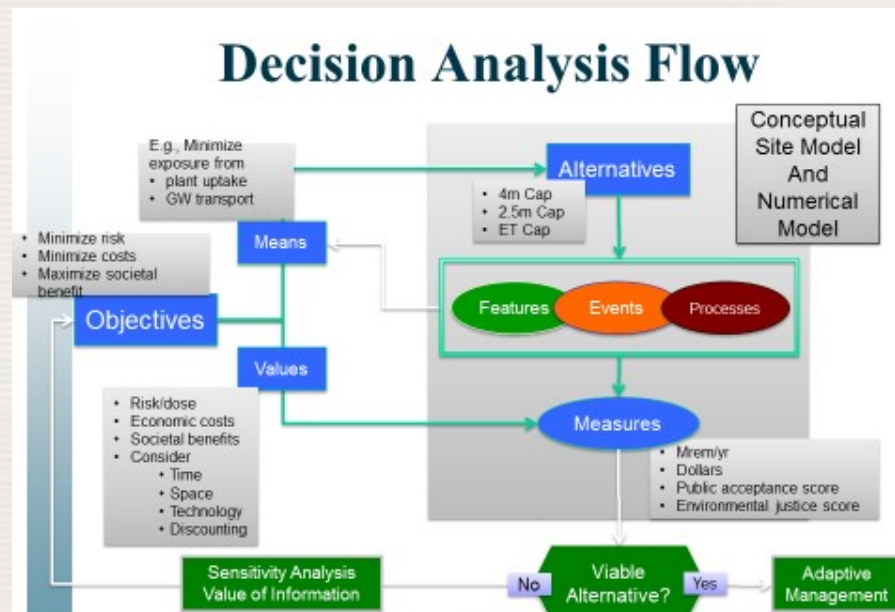 Decision Analysis Flow
E.g., Minimize
exposure from
• plant uptake
• GW transport
Alternatives
Conceptual
Site Model
And
Numerical
Model
• 4m Cap
• 2.5m Cap
• ET Cap
• Minimize risk
• Minimize costs
• Maximize societal
benefit
Means
Objectives
Features
Events
Processes
Values
• Risk/dose
• Economic costs
• Societal benefits
• Consider
• Time
• Space
• Technology
• Discounting
Measures
• Mrem/yr
• Dollars
• Public acceptance score
• Environmental justice score
Sensitivity Analysis
Value of Information
No
Viable
Alternative?
Yes
Adaptive
Management